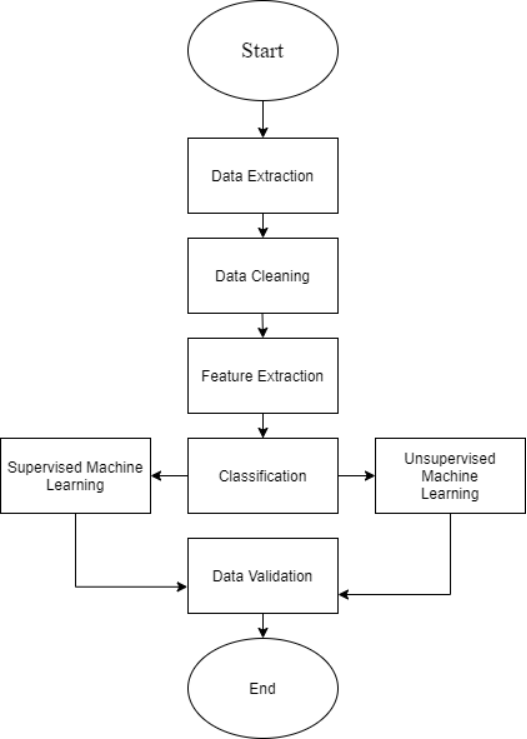 Start
Data Extraction
Data Cleaning
Feature Extraction
Supervised Machine
Learning
Classification
Unsupervised
Machine
Learning
Data Validation
End